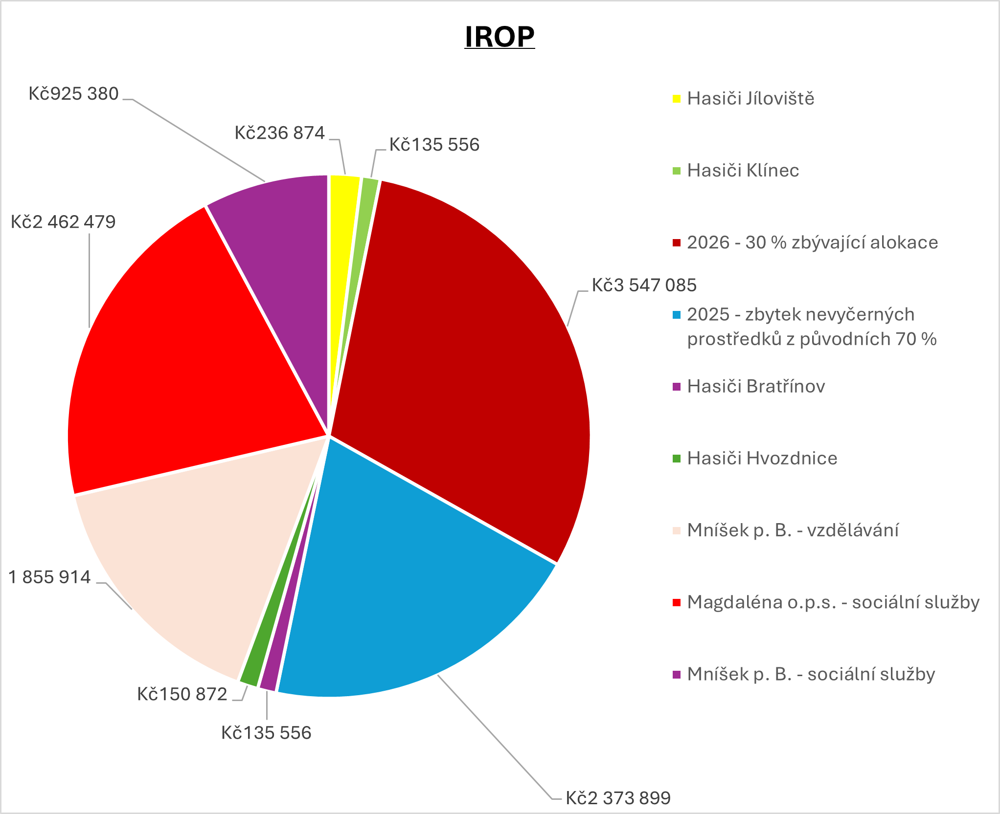 IROP
Kč925 380
Kč236 874
Kč135 556
Kč2 462 479
Kč3 547 085
1 855 914
Kč150 872
Kč135 556
Kč2 373 899
Hasiči Jíloviště
Hasiči Klínec
2026 - 30 % zbývající alokace
2025 - zbytek nevyčerných
prostředků z původních 70 %
Hasiči Bratřínov
Hasiči Hvozdnice
Mníšek p. B. - vzdělávání
Magdaléna o.p.s. - sociální služby
Mníšek p. B. - sociální služby